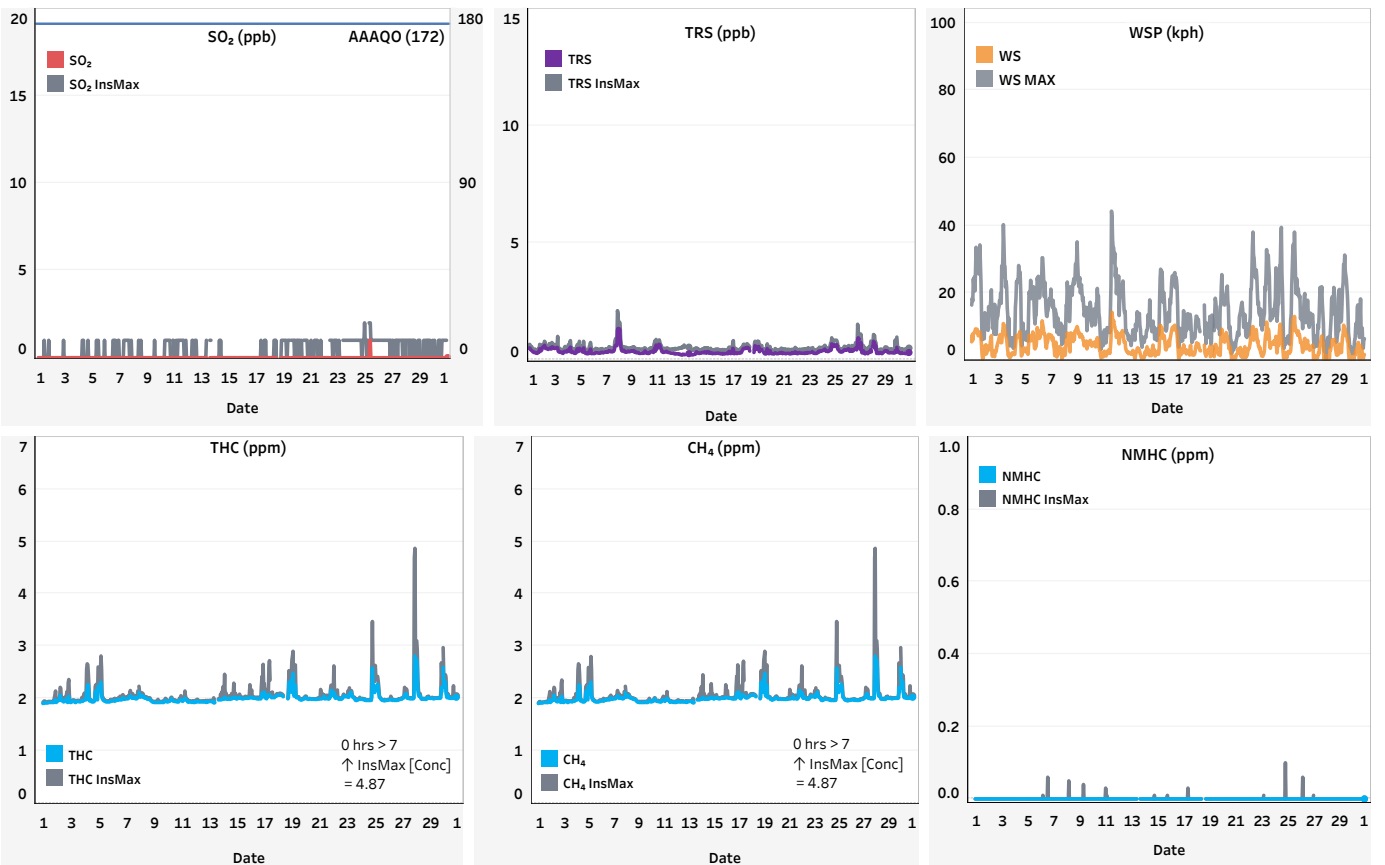 SO₂ (ppb)
AAAQO (172)
SO₂
SO₂ InsMax
20
15
10
5
0
180
90
0
1 3 5 7 9 11 13 15 17 19 21 23 25 27 29 1
Date
TRS (ppb)
TRS
TRS InsMax
15
10
5
0
1 3 5 7 9 11 13 15 17 19 21 23 25 27 29 1
Date
WSP (kph)
WS
WS MAX
100
80
60
40
20
0
1 3 5 7 9 11 13 15 17 19 21 23 25 27 29 1
Date
THC (ppm)
7
6
5
4
3
2
1
0
THC
THC InsMax
0 hrs > 7
↑ InsMax [Conc]
= 4.87
1 3 5 7 9 11 13 15 17 19 21 23 25 27 29 1
Date
CH₄ (ppm)
7
6
5
4
3
2
1
0
CH₄
CH₄ InsMax
0 hrs > 7
↑ InsMax [Conc]
= 4.87
1 3 5 7 9 11 13 15 17 19 21 23 25 27 29 1
Date
NMHC (ppm)
NMHC
NMHC InsMax
1.0
0.8
0.6
0.4
0.2
0.0
1 3 5 7 9 11 13 15 17 19 21 23 25 27 29 1
Date